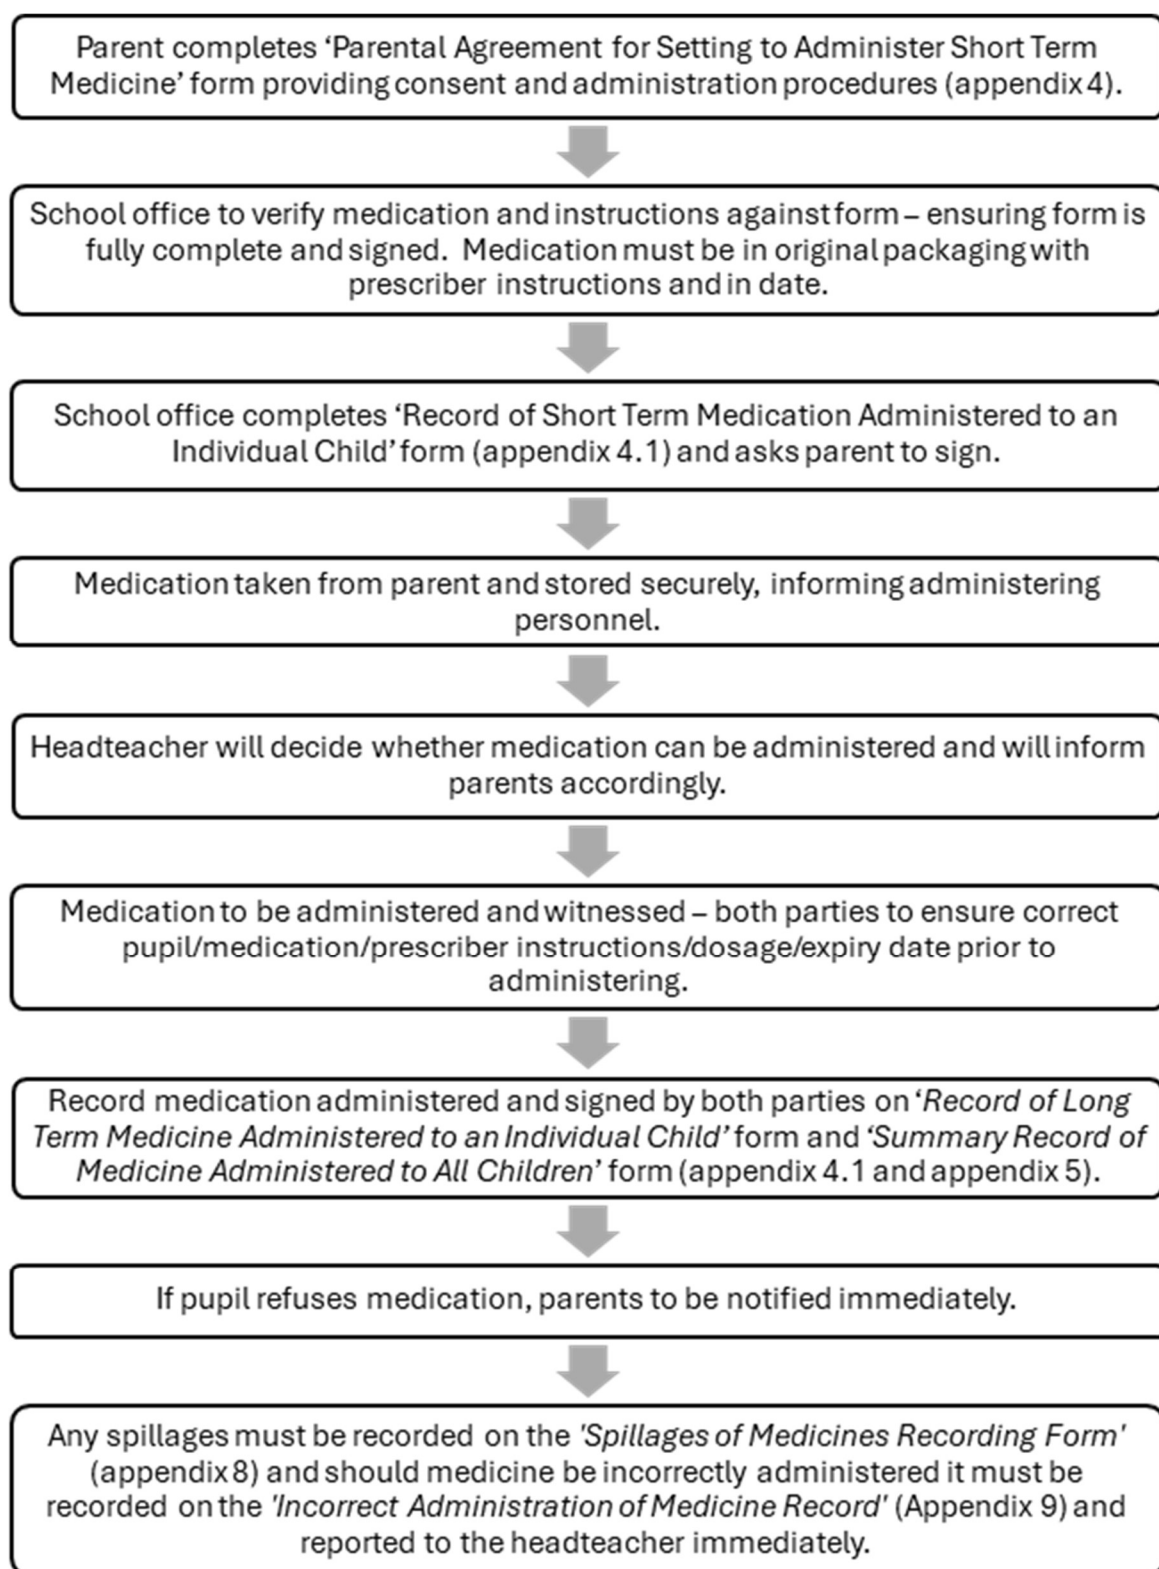 Parent completes ‘Parental Agreement for Setting to Administer Short Term
Medicine’ form providing consent and administration procedures (appendix 4).
School office to verify medication and instructions against form – ensuring form is
fully complete and signed. Medication must be in original packaging with
prescriber instructions and in date.
School office completes ‘Record of Short Term Medication Administered to an
Individual Child’ form (appendix 4.1) and asks parent to sign.
Medication taken from parent and stored securely, informing administering
personnel.
Headteacher will decide whether medication can be administered and will inform
parents accordingly.
Medication to be administered and witnessed – both parties to ensure correct
pupil/medication/prescriber instructions/dosage/expiry date prior to
administering.
Record medication administered and signed by both parties on ‘Record of Long
Term Medicine Administered to an Individual Child’ form and ‘Summary Record of
Medicine Administered to All Children’ form (appendix 4.1 and appendix 5).
If pupil refuses medication, parents to be notified immediately.
Any spillages must be recorded on the 'Spillages of Medicines Recording Form'
(appendix 8) and should medicine be incorrectly administered it must be
recorded on the 'Incorrect Administration of Medicine Record' (Appendix 9) and
reported to the headteacher immediately.